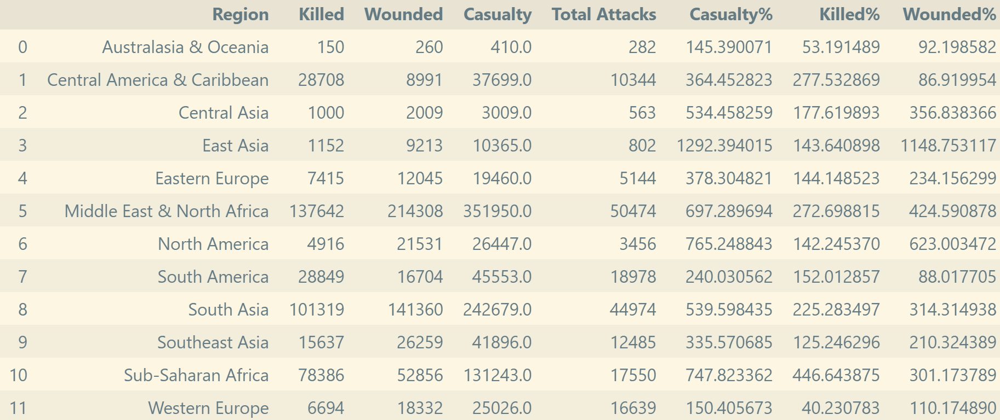 Region Killed Wounded Casualty Total Attacks Casualty% Killed% Wounded%
0 Australasia & Oceania 150 260 410.0 282 145.390071 53.191489 92.198582
1 Central America & Caribbean 28708 8991 37699.0 10344 364.452823 277.532869 86.919954
2 Central Asia 1000 2009 3009.0 563 534.458259 177.619893 356.838366
3 East Asia 1152 9213 10365.0 802 1292.394015 143.640898 1148.753117
4 Eastern Europe 7415 12045 19460.0 5144 378.304821 144.148523 234.156299
5 Middle East & North Africa 137642 214308 351950.0 50474 697.289694 272.698815 424.590878
6 North America 4916 21531 26447.0 3456 765.248843 142.245370 623.003472
7 South America 28849 16704 45553.0 18978 240.030562 152.012857 88.017705
8 South Asia 101319 141360 242679.0 44974 539.598435 225.283497 314.314938
9 Southeast Asia 15637 26259 41896.0 12485 335.570685 125.246296 210.324389
10 Sub-Saharan Africa 78386 52856 131243.0 17550 747.823362 446.643875 301.173789
11 Western Europe 6694 18332 25026.0 16639 150.405673 40.230783 110.174890